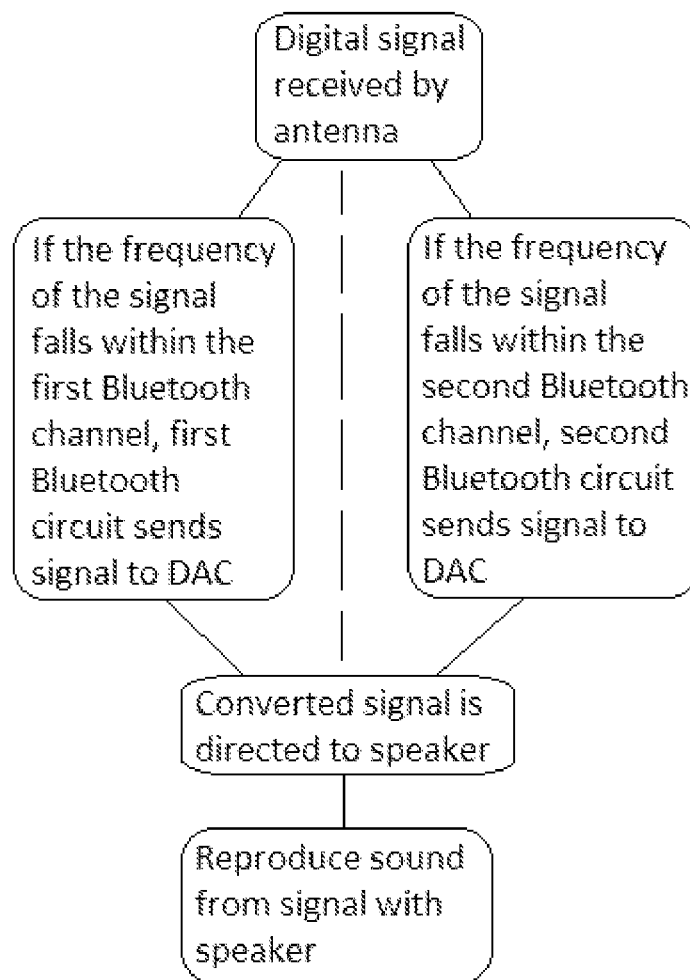 Digital signal
received by
antenna
If the frequency
of the signal
falls within the
first Bluetooth
channel, first
Bluetooth
circuit sends
signal to DAC
If the frequency
of the signal
falls within the
second Bluetooth
channel, second
Bluetooth circuit
sends signal to
DAC
Converted signal is
directed to speaker
Reproduce sound
from signal with
speaker